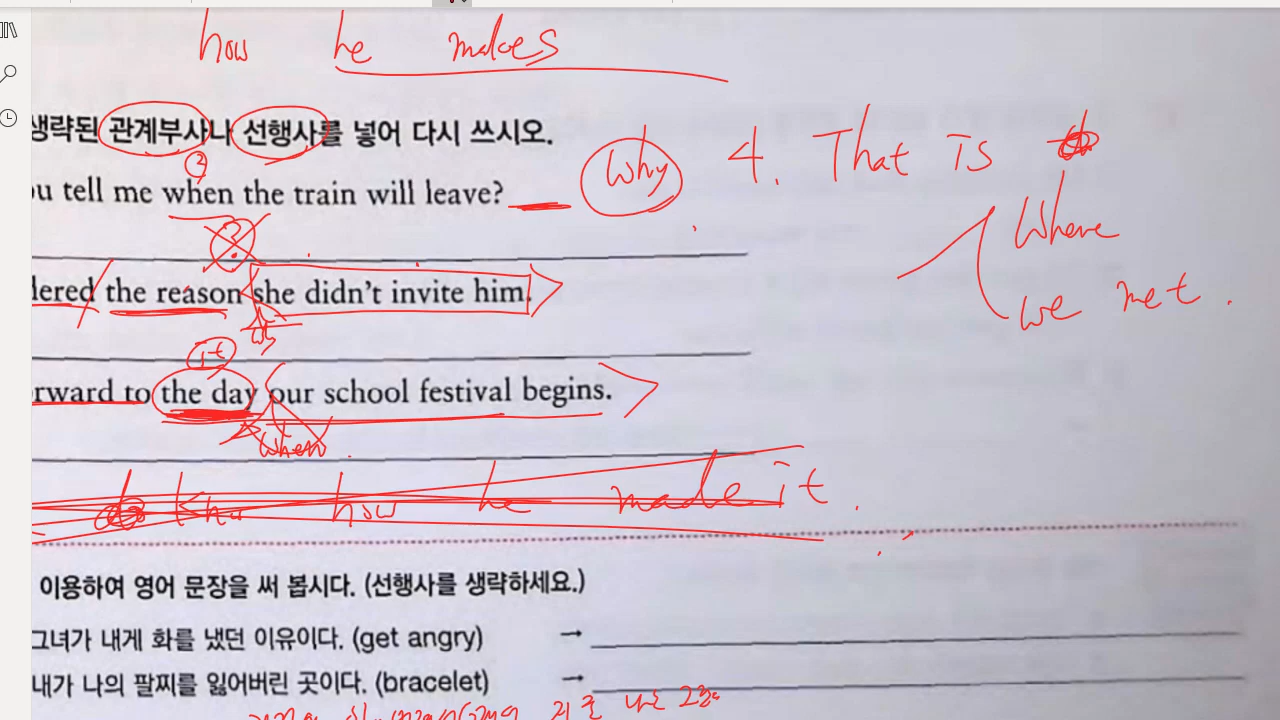 how he makes
생략된 관계부사나 선행사를 넣어 다시 쓰시오.
why 4. That is
ou tell me when the train will leave?
where
dered the reason she didn't invite him.
we met.
it
rward to the day our school festival begins.
when
know how he made it.
이용하여 영어 문장을 써 봅시다. (선행사를 생략하세요.)
그녀가 내게 화를 냈던 이유이다. (get angry) →
내가 나의 팔찌를 잃어버린 곳이다. (bracelet) →